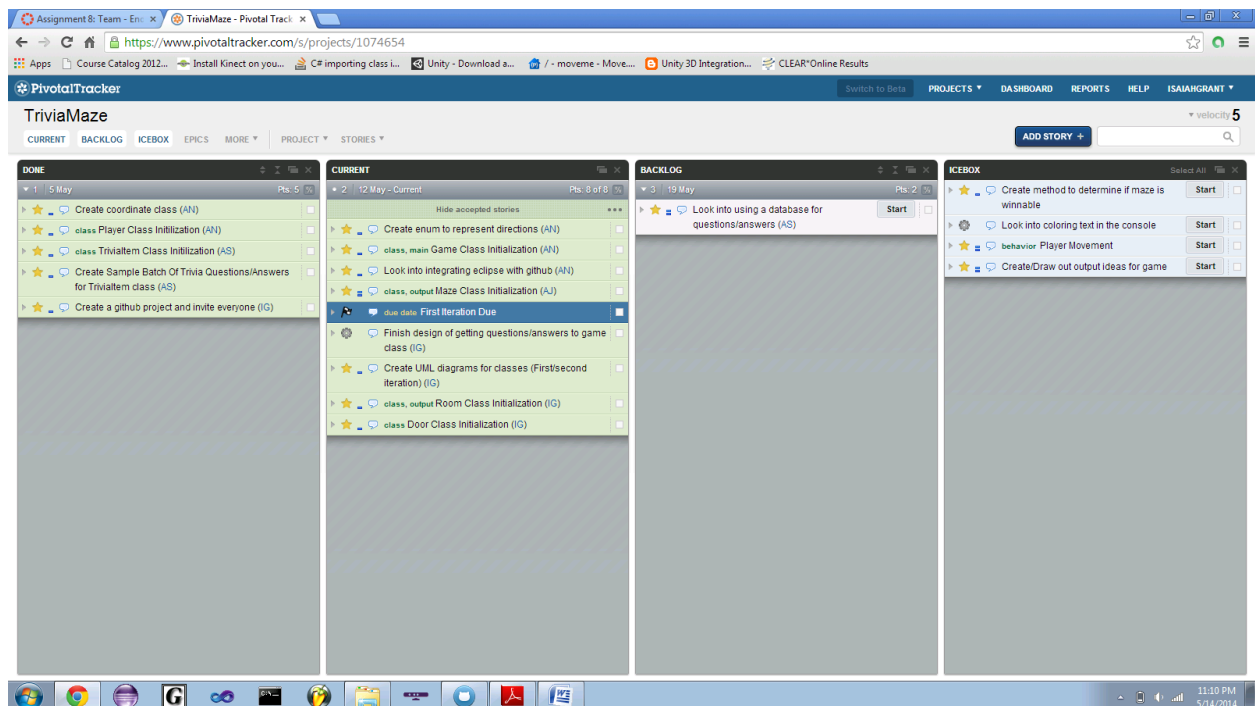 Assignment 8: Team - Enc
TriviaMaze - Pivotal Track
https://www.pivotaltracker.com/s/projects/1074654
Apps Course Catalog 2012... Install Kinect on you... C# importing class i... Unity - Download a... / - moveme - Move.... Unity 3D Integration... CLEAR*Online Results
PivotalTracker Switch to Beta PROJECTS DASHBOARD REPORTS HELP ISAIAHGRANT
TriviaMaze velocity 5
CURRENT BACKLOG ICEBOX EPICS MORE PROJECT STORIES ADD STORY +
DONE
1 5 May Pts: 5 %
Create coordinate class (AN)
class Player Class Initilization (AN)
class TriviaItem Class Initilization (AS)
Create Sample Batch Of Trivia Questions/Answers
for TriviaItem class (AS)
Create a github project and invite everyone (IG)
CURRENT
2 12 May - Current Pts: 8 of 8 %
Hide accepted stories
Create enum to represent directions (AN)
class, main Game Class Initialization (AN)
Look into integrating eclipse with github (AN)
class, output Maze Class Initialization (AJ)
due date First Iteration Due
Finish design of getting questions/answers to game
class (IG)
Create UML diagrams for classes (First/second
iteration) (IG)
class, output Room Class Initialization (IG)
class Door Class Initialization (IG)
BACKLOG
3 19 May Pts: 2 %
Look into using a database for Start
questions/answers (AS)
ICEBOX Select All
Create method to determine if maze is Start
winnable
Look into coloring text in the console Start
behavior Player Movement Start
Create/Draw out output ideas for game Start
11:10 PM
5/14/2014